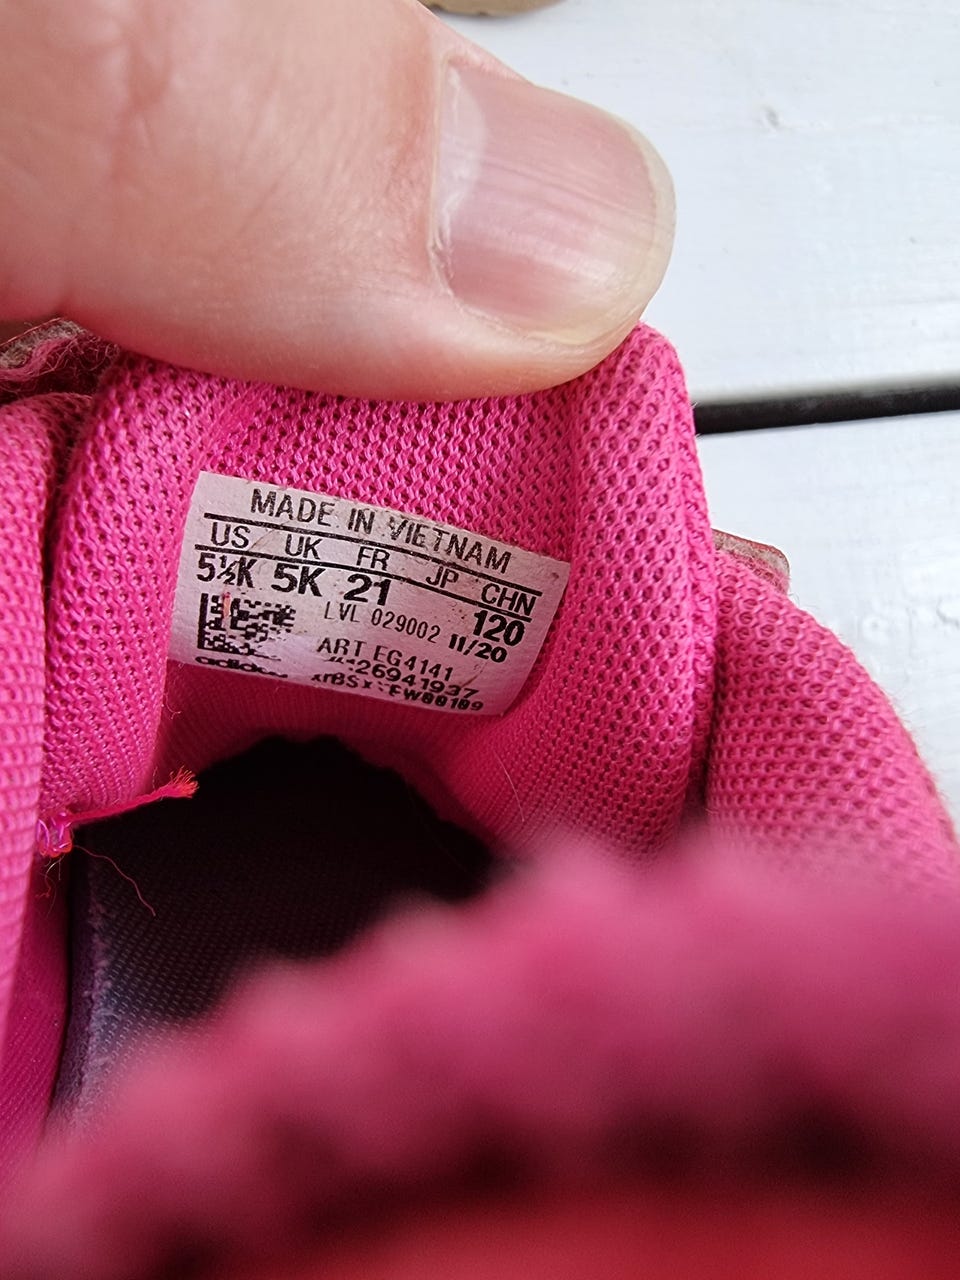 MADE IN VIETNAM
US UK FR JP CHN
5½K 5K 21 120
LVL 029002 11/20
ART EG4141
adidas